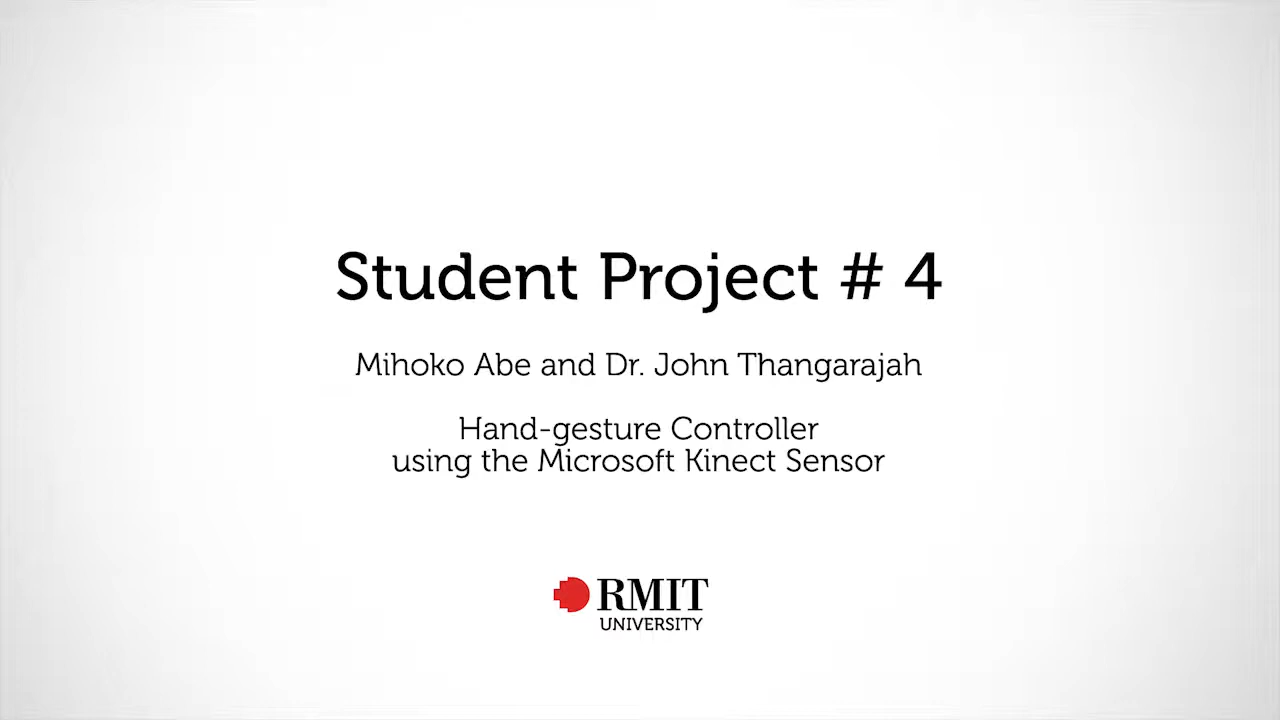 Student Project # 4
Mihoko Abe and Dr. John Thangarajah
Hand-gesture Controller
using the Microsoft Kinect Sensor
RMIT
UNIVERSITY